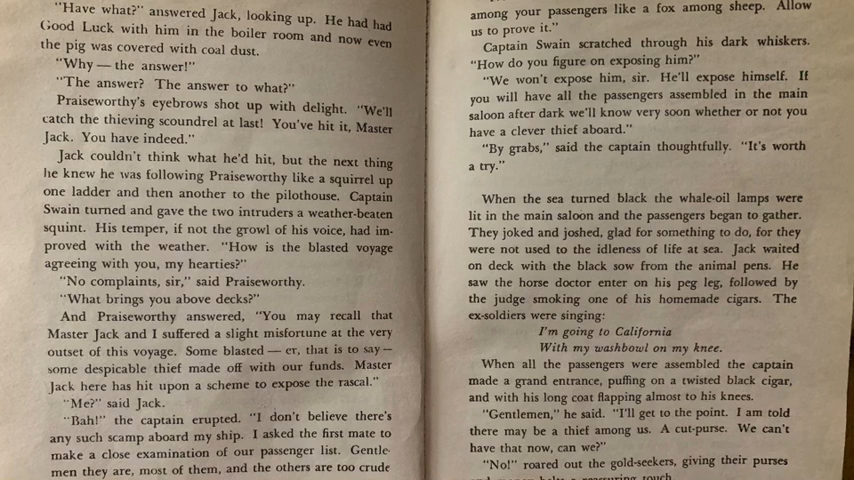 "Have what?" answered Jack, looking up. He had had
Good Luck with him in the boiler room and now even
the pig was covered with coal dust.
"Why — the answer!"
"The answer? The answer to what?"
Praiseworthy's eyebrows shot up with delight. "We'll
catch the thieving scoundrel at last! You've hit it, Master
Jack. You have indeed."
Jack couldn't think what he'd hit, but the next thing
he knew he was following Praiseworthy like a squirrel up
one ladder and then another to the pilothouse. Captain
Swain turned and gave the two intruders a weather-beaten
squint. His temper, if not the growl of his voice, had im-
proved with the weather. "How is the blasted voyage
agreeing with you, my hearties?"
"No complaints, sir," said Praiseworthy.
"What brings you above decks?"
And Praiseworthy answered, "You may recall that
Master Jack and I suffered a slight misfortune at the very
outset of this voyage. Some blasted — er, that is to say —
some despicable thief made off with our funds. Master
Jack here has hit upon a scheme to expose the rascal."
"Me?" said Jack.
"Bah!" the captain erupted. "I don't believe there's
any such scamp aboard my ship. I asked the first mate to
make a close examination of our passenger list. Gentle-
men they are, most of them, and the others are too crude
among your passengers like a fox among sheep. Allow
us to prove it."
Captain Swain scratched through his dark whiskers.
"How do you figure on exposing him?"
"We won't expose him, sir. He'll expose himself. If
you will have all the passengers assembled in the main
saloon after dark we'll know very soon whether or not you
have a clever thief aboard."
"By grabs," said the captain thoughtfully. "It's worth
a try."
When the sea turned black the whale-oil lamps were
lit in the main saloon and the passengers began to gather.
They joked and joshed, glad for something to do, for they
were not used to the idleness of life at sea. Jack waited
on deck with the black sow from the animal pens. He
saw the horse doctor enter on his peg leg, followed by
the judge smoking one of his homemade cigars. The
ex-soldiers were singing:
I'm going to California
With my washbowl on my knee.
When all the passengers were assembled the captain
made a grand entrance, puffing on a twisted black cigar,
and with his long coat flapping almost to his knees.
"Gentlemen," he said. "I'll get to the point. I am told
there may be a thief among us. A cut-purse. We can't
have that now, can we?"
"No!" roared out the gold-seekers, giving their purses